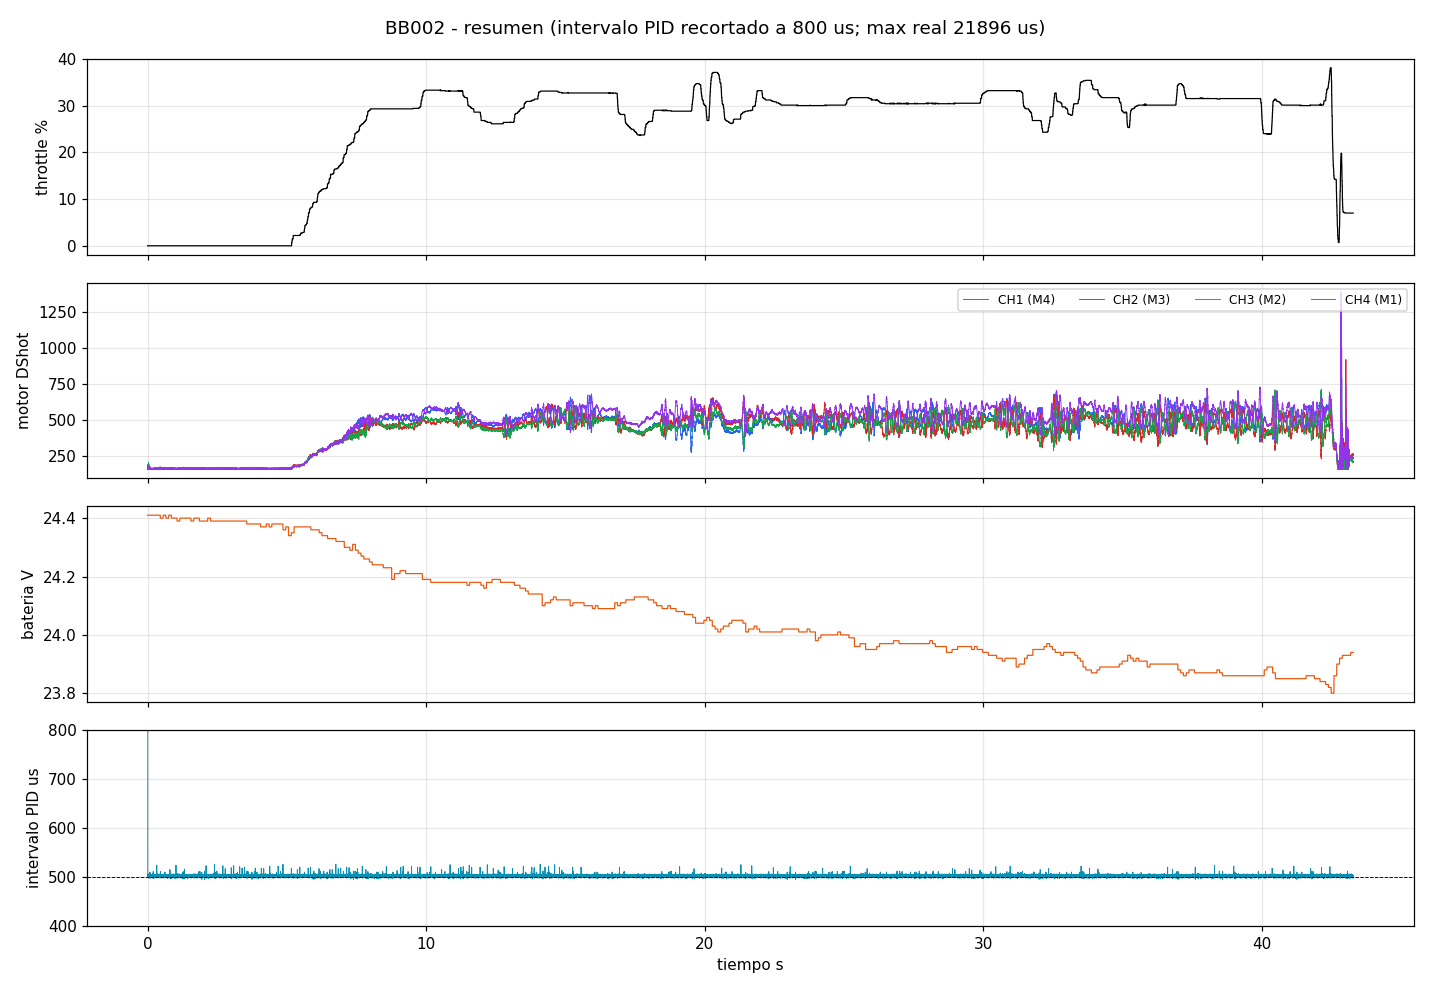 BB002 - resumen (intervalo PID recortado a 800 us; max real 21896 us)
40
30
20
10
0
throttle %
CH1 (M4) CH2 (M3) CH3 (M2) CH4 (M1)
1250
1000
750
500
250
motor DShot
24.4
24.2
24.0
23.8
bateria V
800
700
600
500
400
intervalo PID us
0 10 20 30 40
tiempo s